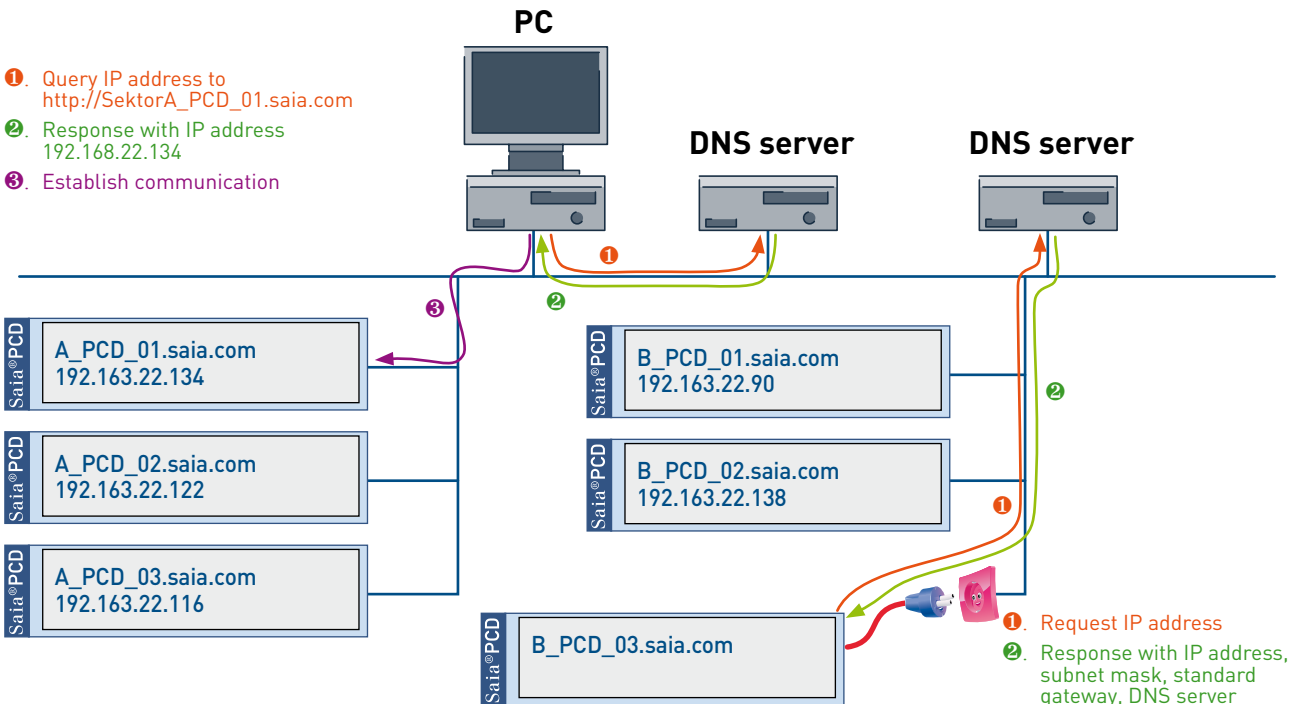 PC
❶. Query IP address to
http://SektorA_PCD_01.saia.com
❷. Response with IP address
192.168.22.134
❸. Establish communication
DNS server
DNS server
❶
❷
❸
Saia®PCD
A_PCD_01.saia.com
192.163.22.134
Saia®PCD
A_PCD_02.saia.com
192.163.22.122
Saia®PCD
A_PCD_03.saia.com
192.163.22.116
Saia®PCD
B_PCD_01.saia.com
192.163.22.90
Saia®PCD
B_PCD_02.saia.com
192.163.22.138
❷
❶
Saia®PCD
B_PCD_03.saia.com
❶. Request IP address
❷. Response with IP address,
subnet mask, standard
gateway, DNS server